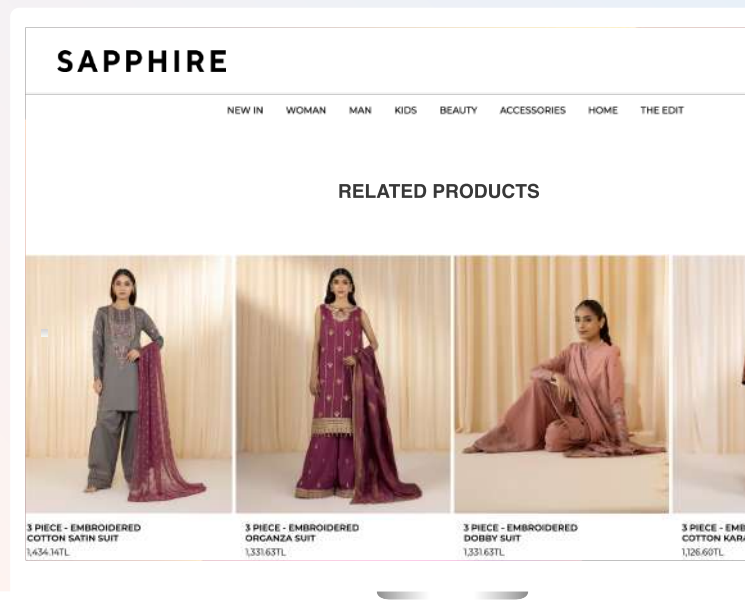 SAPPHIRE
NEW IN WOMAN MAN KIDS BEAUTY ACCESSORIES HOME THE EDIT
RELATED PRODUCTS
3 PIECE - EMBROIDERED
COTTON SATIN SUIT
1,434.14TL
3 PIECE - EMBROIDERED
ORGANZA SUIT
1,331.63TL
3 PIECE - EMBROIDERED
DOBBY SUIT
1,331.63TL
3 PIECE - EMB
COTTON KARA
1,126.60TL